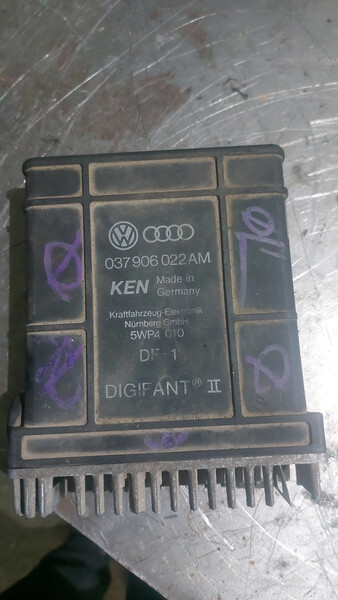 037 906 022 AM
KEN Made in
Germany
Kraftfahrzeug-Elektronik
Nürnberg GmbH
5WP4 010
DF-1
DIGIFANT® II